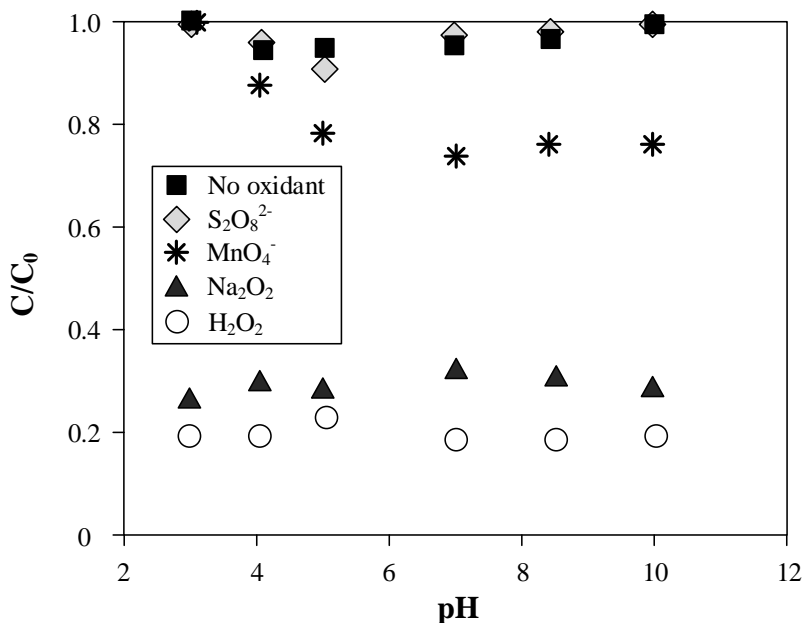 1.0
0.8
0.6
0.4
0.2
0
C/C₀
No oxidant
S₂O₈²⁻
MnO₄⁻
Na₂O₂
H₂O₂
2 4 6 8 10 12
pH